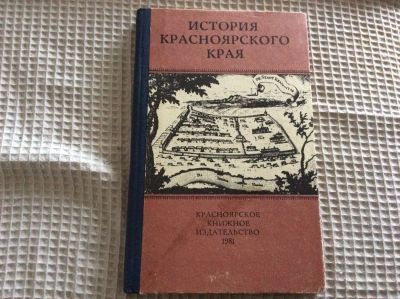 ИСТОРИЯ
КРАСНОЯРСКОГО
КРАЯ
КРАСНОЯРСКОЕ
КНИЖНОЕ
ИЗДАТЕЛЬСТВО
1981